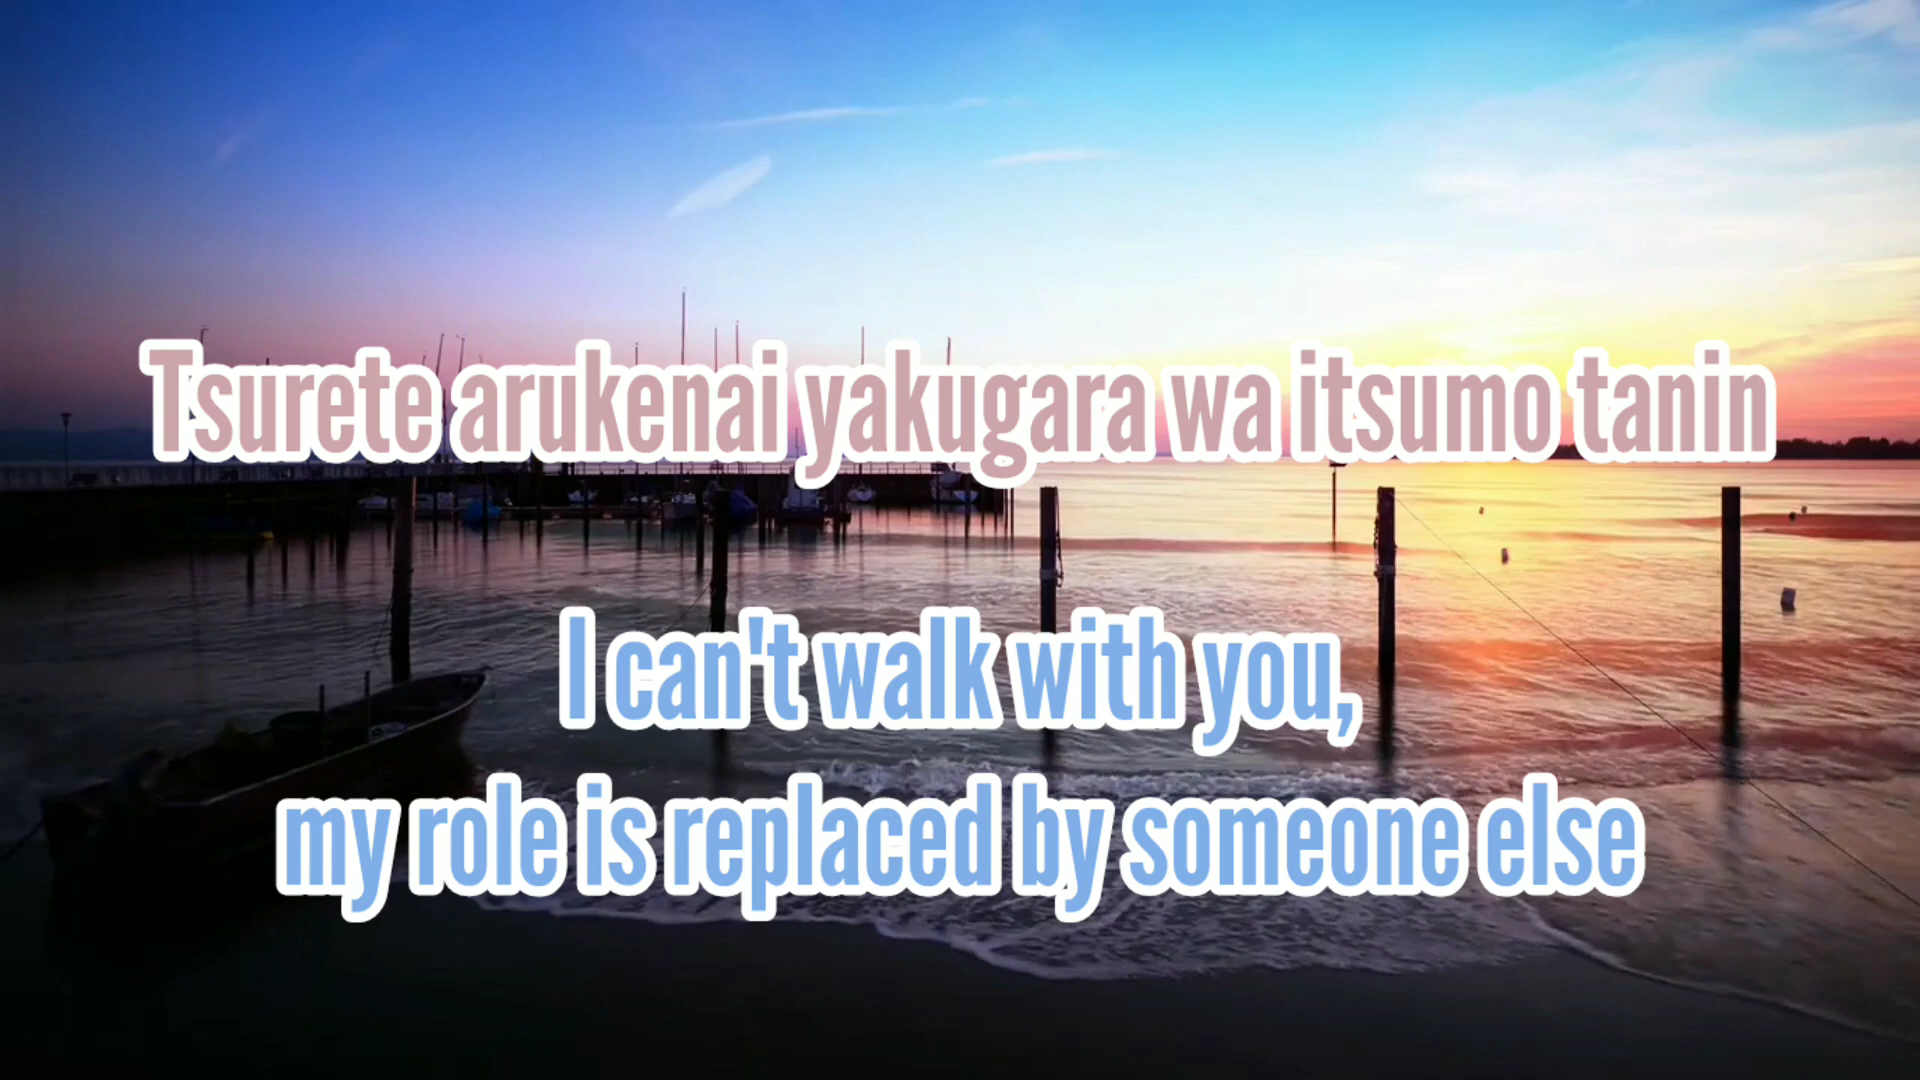 Tsurete arukenai yakugara wa itsumo tanin
I can't walk with you,
my role is replaced by someone else